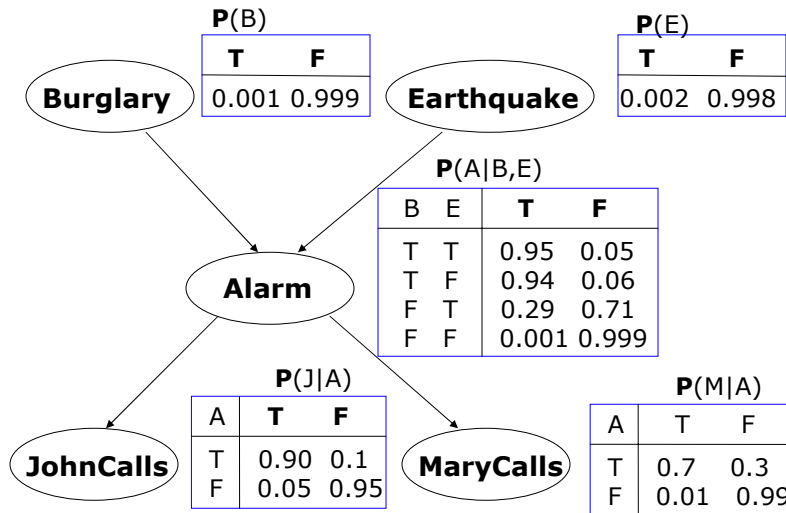 P(B)
T F
0.001 0.999
Burglary
P(E)
T F
0.002 0.998
Earthquake
P(A|B,E)
B E T F
T T 0.95 0.05
T F 0.94 0.06
F T 0.29 0.71
F F 0.001 0.999
Alarm
P(J|A)
A T F
T 0.90 0.1
F 0.05 0.95
JohnCalls
P(M|A)
A T F
T 0.7 0.3
F 0.01 0.99
MaryCalls